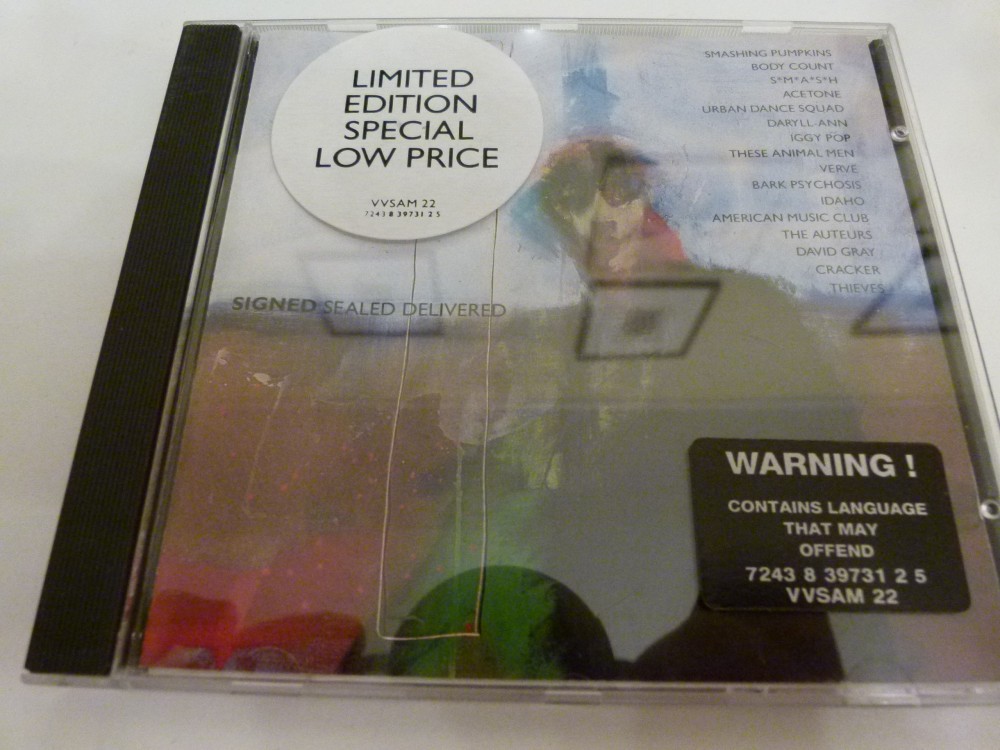 LIMITED
EDITION
SPECIAL
LOW PRICE
VVSAM 22
7243 8 39731 2 5
SMASHING PUMPKINS
BODY COUNT
S*M*A*S*H
ACETONE
URBAN DANCE SQUAD
DARYLL-ANN
IGGY POP
THESE ANIMAL MEN
VERVE
BARK PSYCHOSIS
IDAHO
AMERICAN MUSIC CLUB
THE AUTEURS
DAVID GRAY
CRACKER
THIEVES
SIGNED SEALED DELIVERED
WARNING !
CONTAINS LANGUAGE
THAT MAY
OFFEND
7243 8 39731 2 5
VVSAM 22